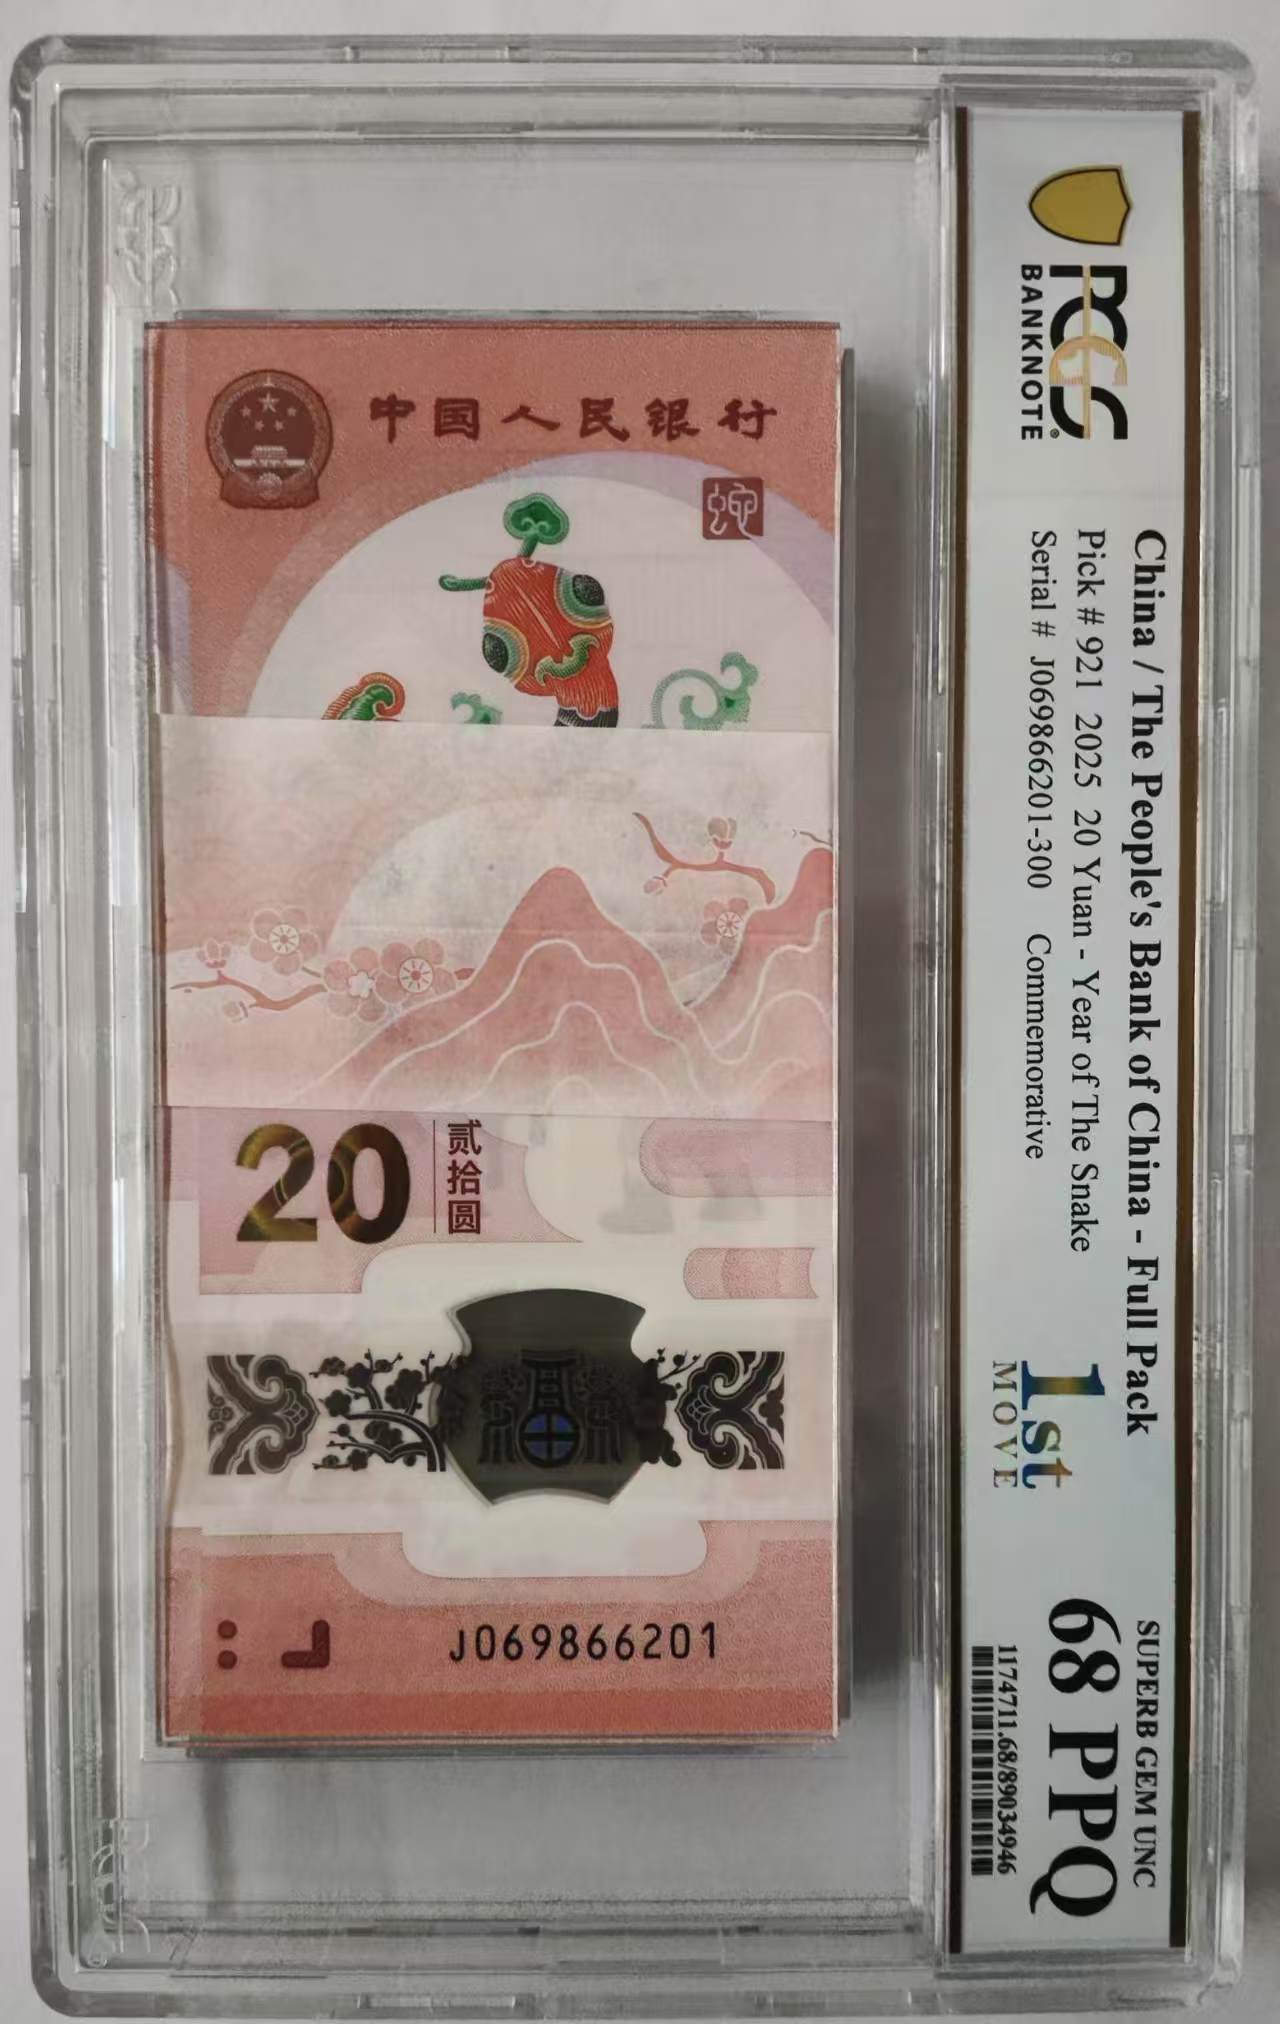 中国人民银行
蛇
20
贰拾圆
J069866201
PCGS
BANKNOTE
China / The People's Bank of China - Full Pack
Pick # 921 2025 20 Yuan - Year of The Snake
Serial # J069866201-300 Commemorative
1st
MOVE
SUPERB GEM UNC
68 PPQ
1174711.68/89034946